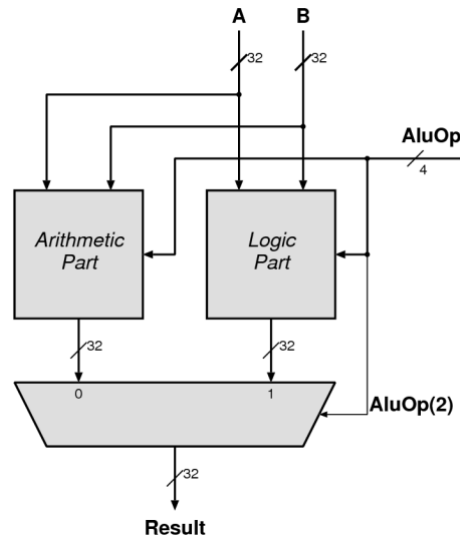 A B
32 32
AluOp
4
Arithmetic
Part
Logic
Part
32 32
0 1
AluOp(2)
32
Result